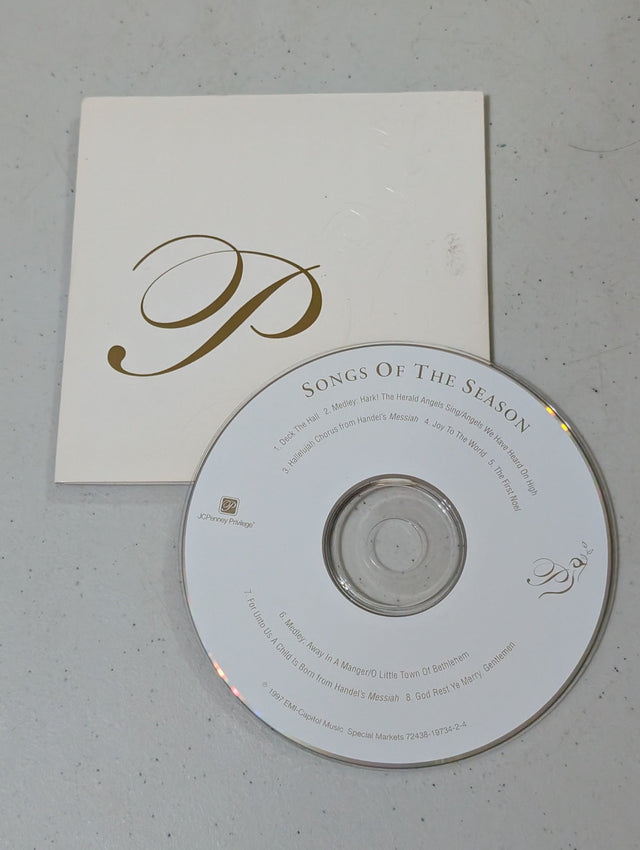 P
SONGS OF THE SEASON
1. Deck The Hall 2. Medley: Hark! The Herald Angels Sing/Angels We Have Heard On High
3. Hallelujah Chorus from Handel's Messiah 4. Joy To The World 5. The First Noel
P
JCPenney Privilege
6. Medley: Away In A Manger/O Little Town Of Bethlehem
7. For Unto Us A Child Is Born from Handel's Messiah 8. God Rest Ye Marry, Gentlemen
℗ 1997 EMI-Capitol Music Special Markets 72438-19734-2-4